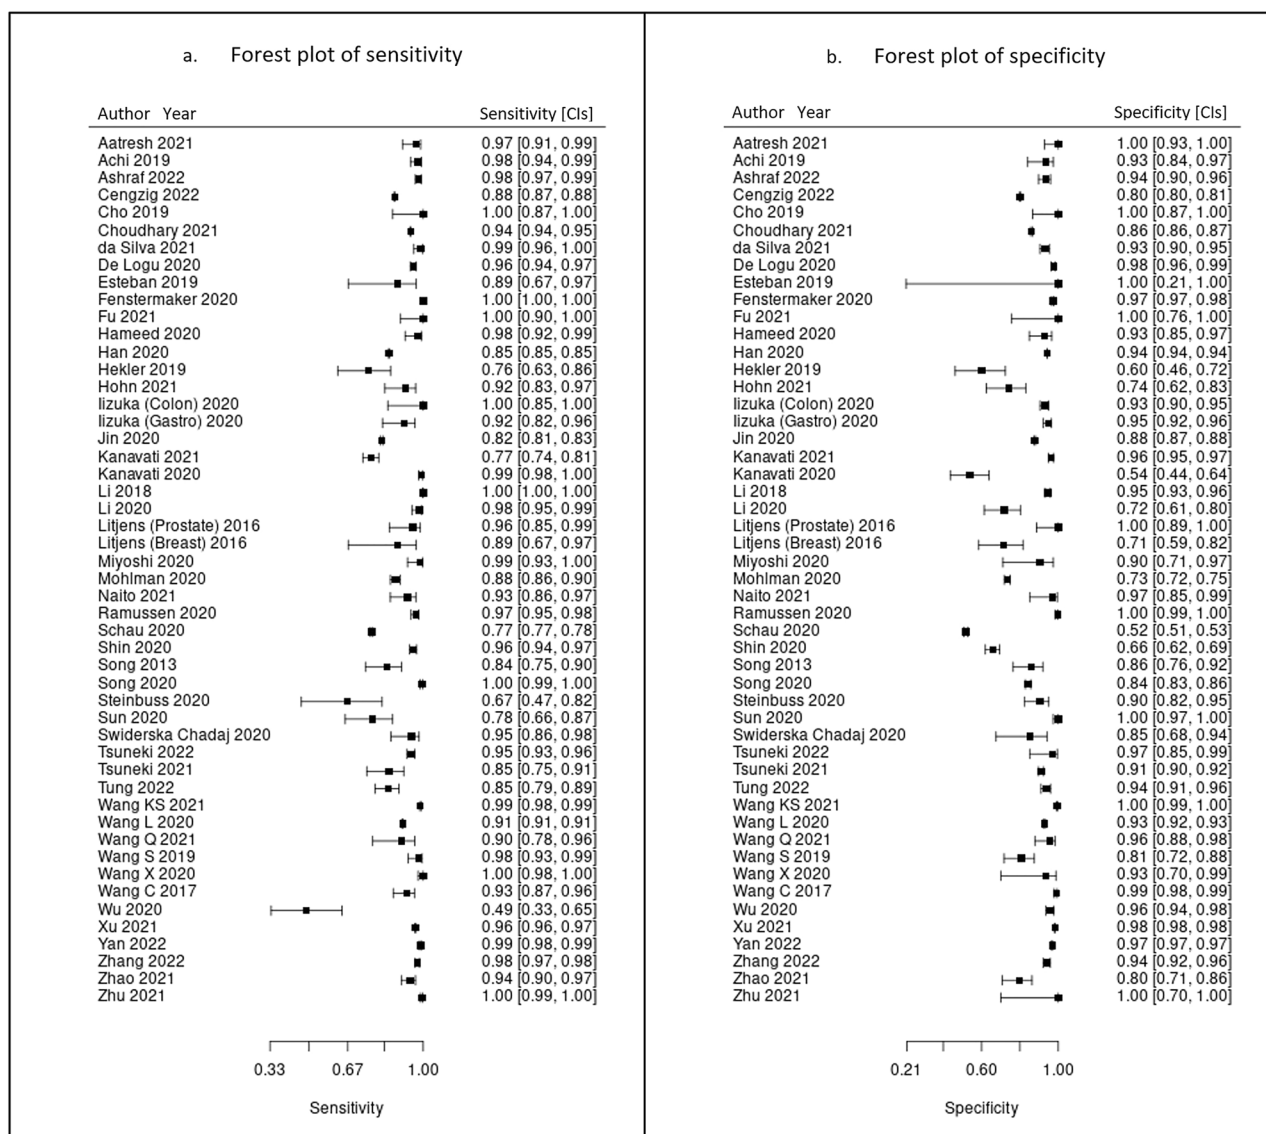 a. Forest plot of sensitivity
Author Year Sensitivity [CIs]
Aatresh 2021 0.97 [0.91, 0.99]
Achi 2019 0.98 [0.94, 0.99]
Ashraf 2022 0.98 [0.97, 0.99]
Cengzig 2022 0.88 [0.87, 0.88]
Cho 2019 1.00 [0.87, 1.00]
Choudhary 2021 0.94 [0.94, 0.95]
da Silva 2021 0.99 [0.96, 1.00]
De Logu 2020 0.96 [0.94, 0.97]
Esteban 2019 0.89 [0.67, 0.97]
Fenstermaker 2020 1.00 [1.00, 1.00]
Fu 2021 1.00 [0.90, 1.00]
Hameed 2020 0.98 [0.92, 0.99]
Han 2020 0.85 [0.85, 0.85]
Hekler 2019 0.76 [0.63, 0.86]
Hohn 2021 0.92 [0.83, 0.97]
Iizuka (Colon) 2020 1.00 [0.85, 1.00]
Iizuka (Gastro) 2020 0.92 [0.82, 0.96]
Jin 2020 0.82 [0.81, 0.83]
Kanavati 2021 0.77 [0.74, 0.81]
Kanavati 2020 0.99 [0.98, 1.00]
Li 2018 1.00 [1.00, 1.00]
Li 2020 0.98 [0.95, 0.99]
Litjens (Prostate) 2016 0.96 [0.85, 0.99]
Litjens (Breast) 2016 0.89 [0.67, 0.97]
Miyoshi 2020 0.99 [0.93, 1.00]
Mohlman 2020 0.88 [0.86, 0.90]
Naito 2021 0.93 [0.86, 0.97]
Ramussen 2020 0.97 [0.95, 0.98]
Schau 2020 0.77 [0.77, 0.78]
Shin 2020 0.96 [0.94, 0.97]
Song 2013 0.84 [0.75, 0.90]
Song 2020 1.00 [0.99, 1.00]
Steinbuss 2020 0.67 [0.47, 0.82]
Sun 2020 0.78 [0.66, 0.87]
Swiderska Chadaj 2020 0.95 [0.86, 0.98]
Tsuneki 2022 0.95 [0.93, 0.96]
Tsuneki 2021 0.85 [0.75, 0.91]
Tung 2022 0.85 [0.79, 0.89]
Wang KS 2021 0.99 [0.98, 0.99]
Wang L 2020 0.91 [0.91, 0.91]
Wang Q 2021 0.90 [0.78, 0.96]
Wang S 2019 0.98 [0.93, 0.99]
Wang X 2020 1.00 [0.98, 1.00]
Wang C 2017 0.93 [0.87, 0.96]
Wu 2020 0.49 [0.33, 0.65]
Xu 2021 0.96 [0.96, 0.97]
Yan 2022 0.99 [0.98, 0.99]
Zhang 2022 0.98 [0.97, 0.98]
Zhao 2021 0.94 [0.90, 0.97]
Zhu 2021 1.00 [0.99, 1.00]
0.33 0.67 1.00
Sensitivity
b. Forest plot of specificity
Author Year Specificity [CIs]
Aatresh 2021 1.00 [0.93, 1.00]
Achi 2019 0.93 [0.84, 0.97]
Ashraf 2022 0.94 [0.90, 0.96]
Cengzig 2022 0.80 [0.80, 0.81]
Cho 2019 1.00 [0.87, 1.00]
Choudhary 2021 0.86 [0.86, 0.87]
da Silva 2021 0.93 [0.90, 0.95]
De Logu 2020 0.98 [0.96, 0.99]
Esteban 2019 1.00 [0.21, 1.00]
Fenstermaker 2020 0.97 [0.97, 0.98]
Fu 2021 1.00 [0.76, 1.00]
Hameed 2020 0.93 [0.85, 0.97]
Han 2020 0.94 [0.94, 0.94]
Hekler 2019 0.60 [0.46, 0.72]
Hohn 2021 0.74 [0.62, 0.83]
Iizuka (Colon) 2020 0.93 [0.90, 0.95]
Iizuka (Gastro) 2020 0.95 [0.92, 0.96]
Jin 2020 0.88 [0.87, 0.88]
Kanavati 2021 0.96 [0.95, 0.97]
Kanavati 2020 0.54 [0.44, 0.64]
Li 2018 0.95 [0.93, 0.96]
Li 2020 0.72 [0.61, 0.80]
Litjens (Prostate) 2016 1.00 [0.89, 1.00]
Litjens (Breast) 2016 0.71 [0.59, 0.82]
Miyoshi 2020 0.90 [0.71, 0.97]
Mohlman 2020 0.73 [0.72, 0.75]
Naito 2021 0.97 [0.85, 0.99]
Ramussen 2020 1.00 [0.99, 1.00]
Schau 2020 0.52 [0.51, 0.53]
Shin 2020 0.66 [0.62, 0.69]
Song 2013 0.86 [0.76, 0.92]
Song 2020 0.84 [0.83, 0.86]
Steinbuss 2020 0.90 [0.82, 0.95]
Sun 2020 1.00 [0.97, 1.00]
Swiderska Chadaj 2020 0.85 [0.68, 0.94]
Tsuneki 2022 0.97 [0.85, 0.99]
Tsuneki 2021 0.91 [0.90, 0.92]
Tung 2022 0.94 [0.91, 0.96]
Wang KS 2021 1.00 [0.99, 1.00]
Wang L 2020 0.93 [0.92, 0.93]
Wang Q 2021 0.96 [0.88, 0.98]
Wang S 2019 0.81 [0.72, 0.88]
Wang X 2020 0.93 [0.70, 0.99]
Wang C 2017 0.99 [0.98, 0.99]
Wu 2020 0.96 [0.94, 0.98]
Xu 2021 0.98 [0.98, 0.98]
Yan 2022 0.97 [0.97, 0.97]
Zhang 2022 0.94 [0.92, 0.96]
Zhao 2021 0.80 [0.71, 0.86]
Zhu 2021 1.00 [0.70, 1.00]
0.21 0.60 1.00
Specificity